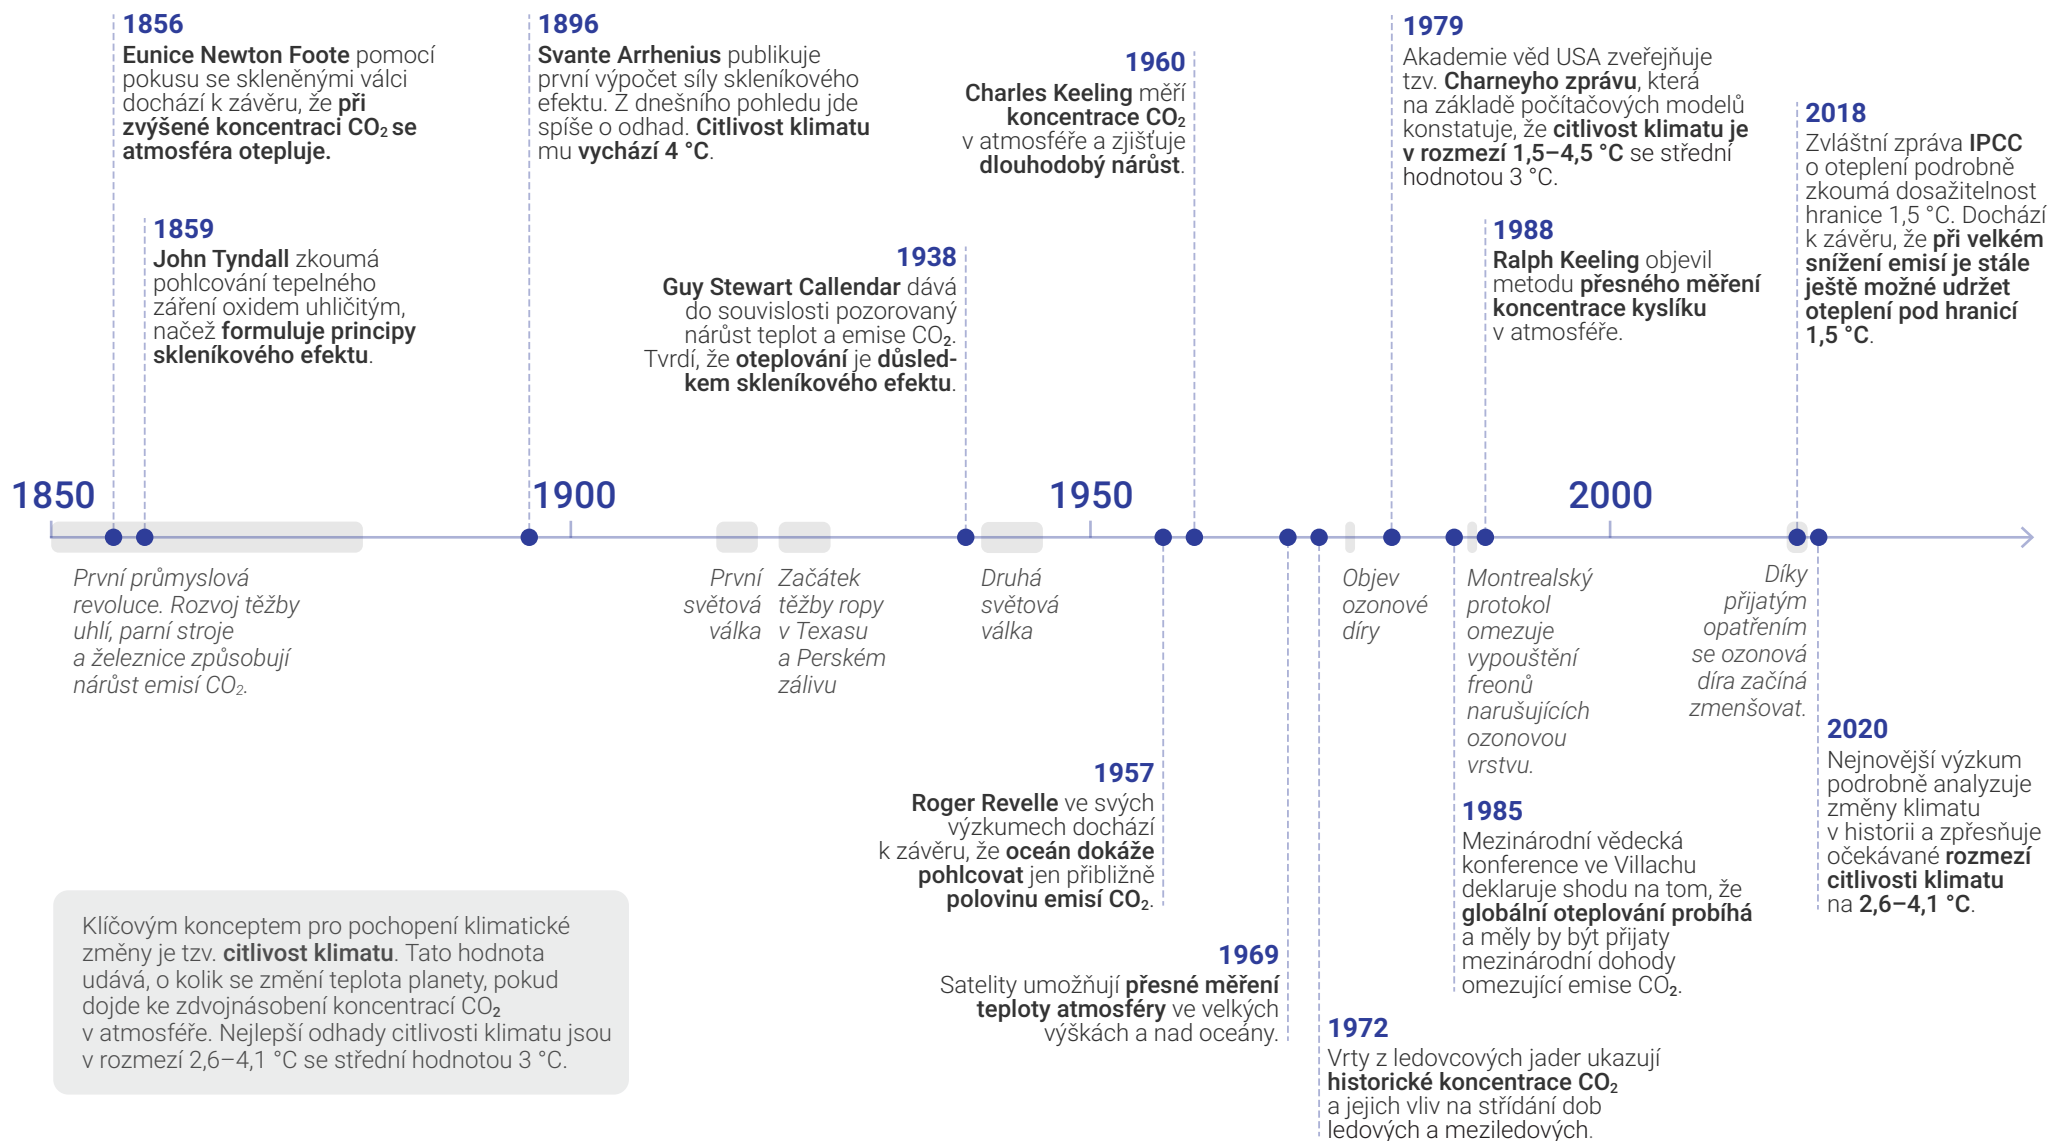 1856
Eunice Newton Foote pomocí
pokusu se skleněnými válci
dochází k závěru, že při
zvýšené koncentraci CO₂ se
atmosféra otepluje.
1859
John Tyndall zkoumá
pohlcování tepelného
záření oxidem uhličitým,
načež formuluje principy
skleníkového efektu.
1896
Svante Arrhenius publikuje
první výpočet síly skleníkového
efektu. Z dnešního pohledu jde
spíše o odhad. Citlivost klimatu
mu vychází 4 °C.
1938
Guy Stewart Callendar dává
do souvislosti pozorovaný
nárůst teplot a emise CO₂.
Tvrdí, že oteplování je důsled-
kem skleníkového efektu.
1960
Charles Keeling měří
koncentrace CO₂
v atmosféře a zjišťuje
dlouhodobý nárůst.
1979
Akademie věd USA zveřejňuje
tzv. Charneyho zprávu, která
na základě počítačových modelů
konstatuje, že citlivost klimatu je
v rozmezí 1,5–4,5 °C se střední
hodnotou 3 °C.
1988
Ralph Keeling objevil
metodu přesného měření
koncentrace kyslíku
v atmosféře.
2018
Zvláštní zpráva IPCC
o oteplení podrobně
zkoumá dosažitelnost
hranice 1,5 °C. Dochází
k závěru, že při velkém
snížení emisí je stále
ještě možné udržet
oteplení pod hranicí
1,5 °C.
1850
1900
1950
2000
První průmyslová
revoluce. Rozvoj těžby
uhlí, parní stroje
a železnice způsobují
nárůst emisí CO₂.
První
světová
válka
Začátek
těžby ropy
v Texasu
a Perském
zálivu
Druhá
světová
válka
Objev
ozonové
díry
Montrealský
protokol
omezuje
vypouštění
freonů
narušujících
ozonovou
vrstvu.
Díky
přijatým
opatřením
se ozonová
díra začíná
zmenšovat.
1957
Roger Revelle ve svých
výzkumech dochází
k závěru, že oceán dokáže
pohlcovat jen přibližně
polovinu emisí CO₂.
1969
Satelity umožňují přesné měření
teploty atmosféry ve velkých
výškách a nad oceány.
1972
Vrty z ledovcových jader ukazují
historické koncentrace CO₂
a jejich vliv na střídání dob
ledových a meziledových.
1985
Mezinárodní vědecká
konference ve Villachu
deklaruje shodu na tom, že
globální oteplování probíhá
a měly by být přijaty
mezinárodní dohody
omezující emise CO₂.
2020
Nejnovější výzkum
podrobně analyzuje
změny klimatu
v historii a zpřesňuje
očekávané rozmezí
citlivosti klimatu
na 2,6–4,1 °C.
Klíčovým konceptem pro pochopení klimatické
změny je tzv. citlivost klimatu. Tato hodnota
udává, o kolik se změní teplota planety, pokud
dojde ke zdvojnásobení koncentrací CO₂
v atmosféře. Nejlepší odhady citlivosti klimatu jsou
v rozmezí 2,6–4,1 °C se střední hodnotou 3 °C.